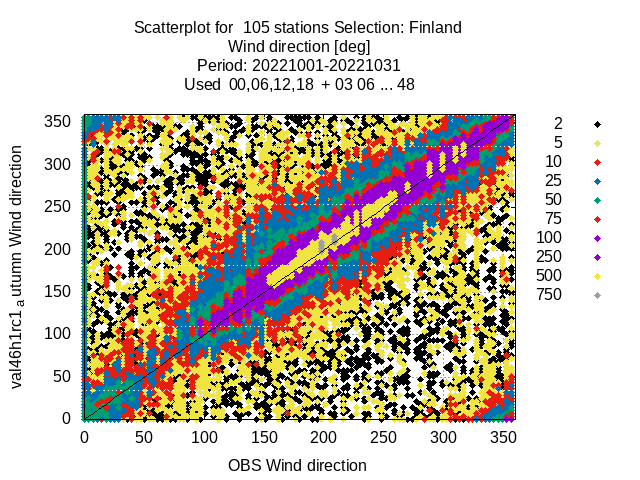 Scatterplot for 105 stations Selection: Finland
Wind direction [deg]
Period: 20221001-20221031
Used 00,06,12,18 + 03 06 ... 48
val46h1rc1 a utumn Wind direction
350
300
250
200
150
100
50
0
0 50 100 150 200 250 300 350
OBS Wind direction
2
5
10
25
50
75
100
250
500
750